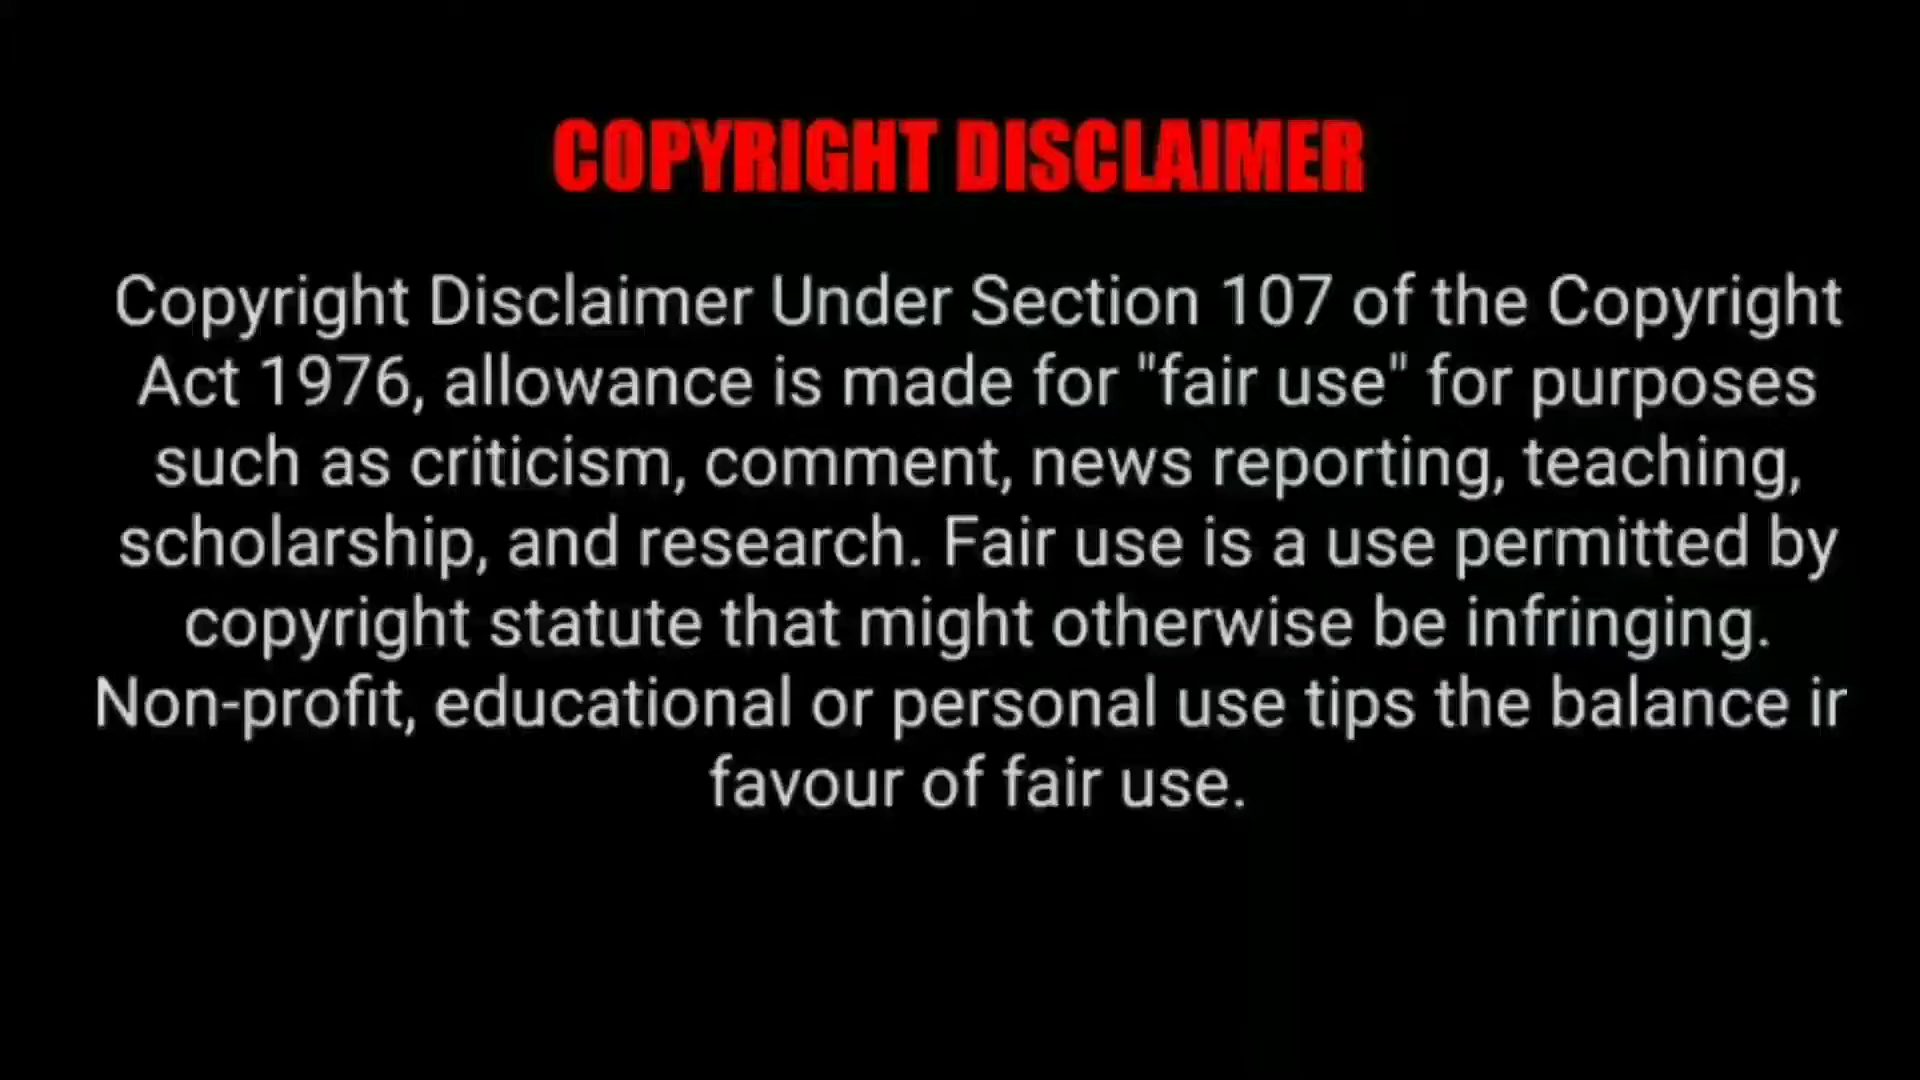 COPYRIGHT DISCLAIMER
Copyright Disclaimer Under Section 107 of the Copyright
Act 1976, allowance is made for "fair use" for purposes
such as criticism, comment, news reporting, teaching,
scholarship, and research. Fair use is a use permitted by
copyright statute that might otherwise be infringing.
Non-profit, educational or personal use tips the balance ir
favour of fair use.